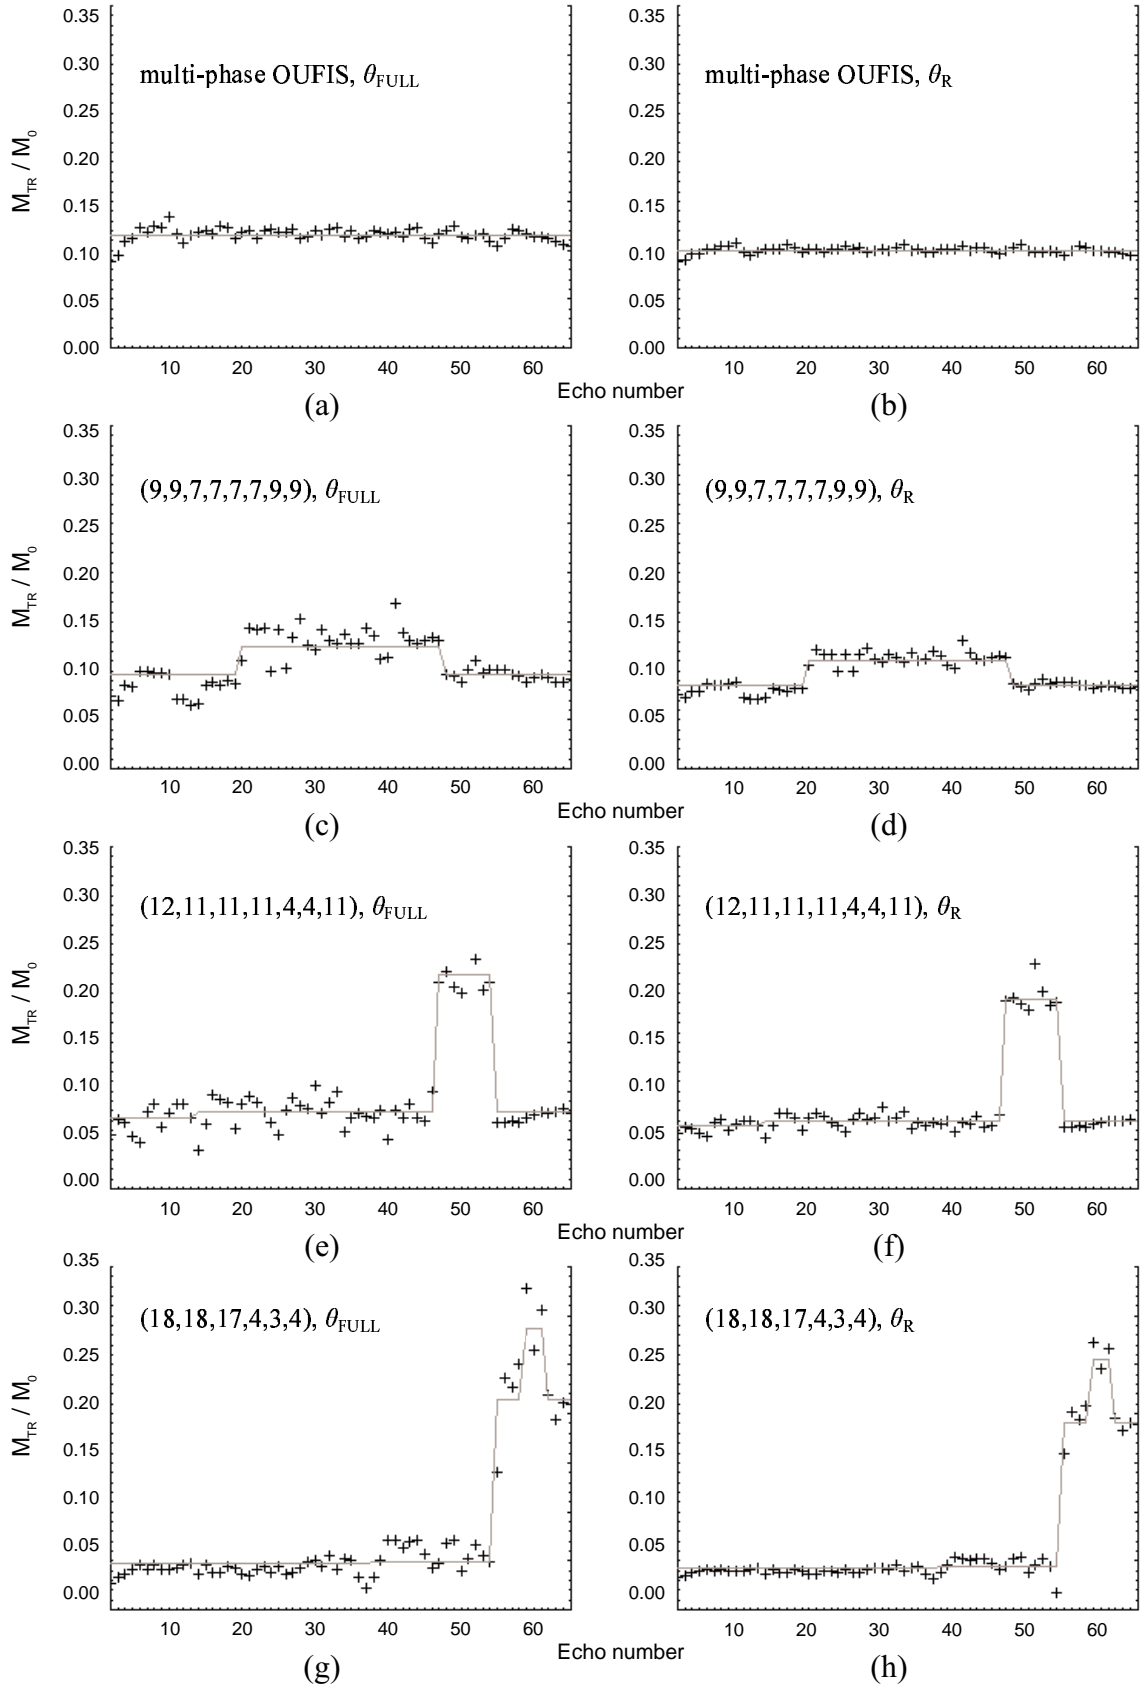 0.35 0.30 0.25 0.20 0.15 0.10 0.05 0.00
M_TR / M_0
multi-phase OUFIS, θ_FULL
10 20 30 40 50 60
(a)
0.35 0.30 0.25 0.20 0.15 0.10 0.05 0.00
multi-phase OUFIS, θ_R
10 20 30 40 50 60
Echo number
(b)
0.35 0.30 0.25 0.20 0.15 0.10 0.05 0.00
M_TR / M_0
(9,9,7,7,7,7,9,9), θ_FULL
10 20 30 40 50 60
(c)
0.35 0.30 0.25 0.20 0.15 0.10 0.05 0.00
(9,9,7,7,7,7,9,9), θ_R
10 20 30 40 50 60
Echo number
(d)
0.35 0.30 0.25 0.20 0.15 0.10 0.05 0.00
M_TR / M_0
(12,11,11,11,4,4,11), θ_FULL
10 20 30 40 50 60
(e)
0.35 0.30 0.25 0.20 0.15 0.10 0.05 0.00
(12,11,11,11,4,4,11), θ_R
10 20 30 40 50 60
Echo number
(f)
0.35 0.30 0.25 0.20 0.15 0.10 0.05 0.00
M_TR / M_0
(18,18,17,4,3,4), θ_FULL
10 20 30 40 50 60
(g)
0.35 0.30 0.25 0.20 0.15 0.10 0.05 0.00
(18,18,17,4,3,4), θ_R
10 20 30 40 50 60
Echo number
(h)